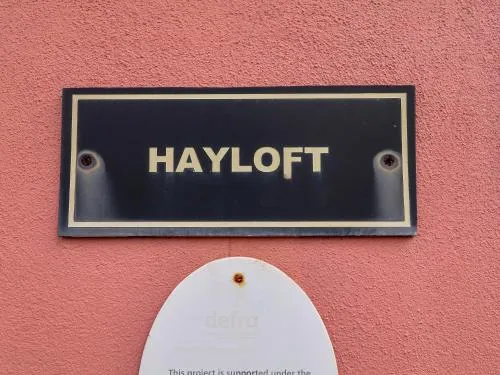 HAYLOFT
defra
This project is supported under the